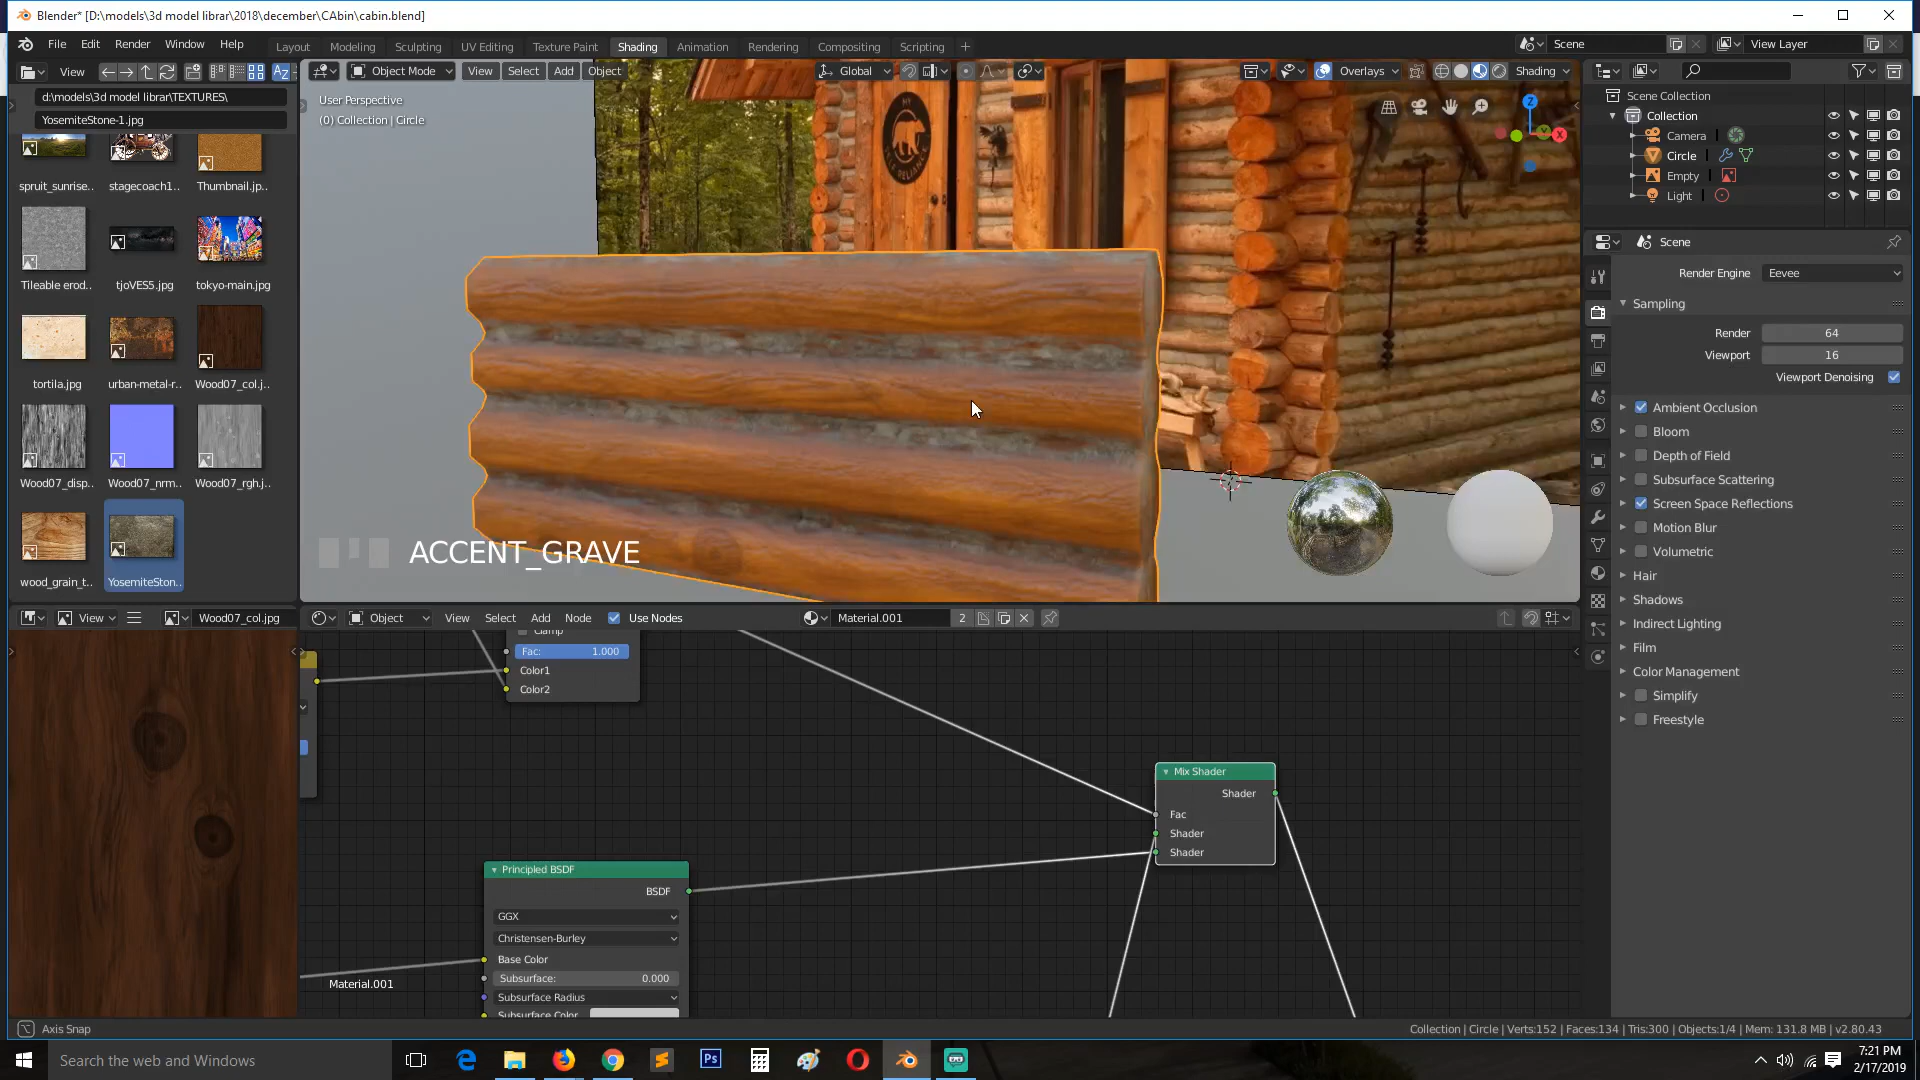 Blender* [D:\models\3d model librar\2018\december\CAbin\cabin.blend]
File Edit Render Window Help
Layout Modeling Sculpting UV Editing Texture Paint Shading Animation Rendering Compositing Scripting +
Scene View Layer
View
d:\models\3d model librar\TEXTURES\
YosemiteStone-1.jpg
spruit_sunrise.. stagecoach1.. Thumbnail.jp..
Tileable erod.. tjoVES5.jpg tokyo-main.jpg
tortila.jpg urban-metal-r.. Wood07_col.j..
Wood07_disp.. Wood07_nrm.. Wood07_rgh.j..
wood_grain_t.. YosemiteSton..
Object Mode View Select Add Object Global Overlays Shading
User Perspective
(0) Collection | Circle
ACCENT_GRAVE
Scene Collection
Collection
Camera
Circle
Empty
Light
Scene
Render Engine Eevee
Sampling
Render 64
Viewport 16
Viewport Denoising
Ambient Occlusion
Bloom
Depth of Field
Subsurface Scattering
Screen Space Reflections
Motion Blur
Volumetric
Hair
Shadows
Indirect Lighting
Film
Color Management
Simplify
Freestyle
View Wood07_col.jpg
Object View Select Add Node Use Nodes Material.001 2
Clamp
Fac: 1.000
Color1
Color2
Mix Shader
Shader
Fac
Shader
Shader
Principled BSDF
BSDF
GGX
Christensen-Burley
Base Color
Subsurface: 0.000
Subsurface Radius
Subsurface Color
Material.001
Axis Snap
Collection | Circle | Verts:152 | Faces:134 | Tris:300 | Objects:1/4 | Mem: 131.8 MB | v2.80.43
Search the web and Windows
Ps
7:21 PM
2/17/2019